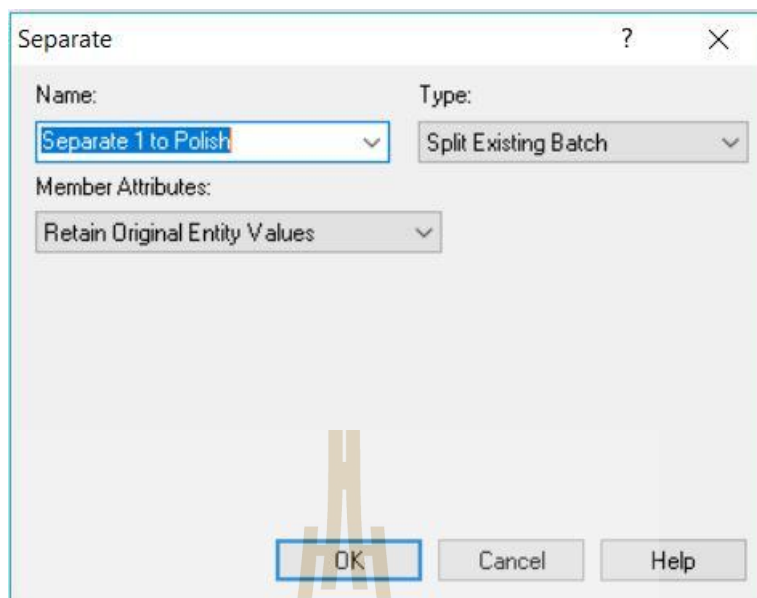 Separate ?
Name: Type:
Separate 1 to Polish Split Existing Batch
Member Attributes:
Retain Original Entity Values
OK Cancel Help